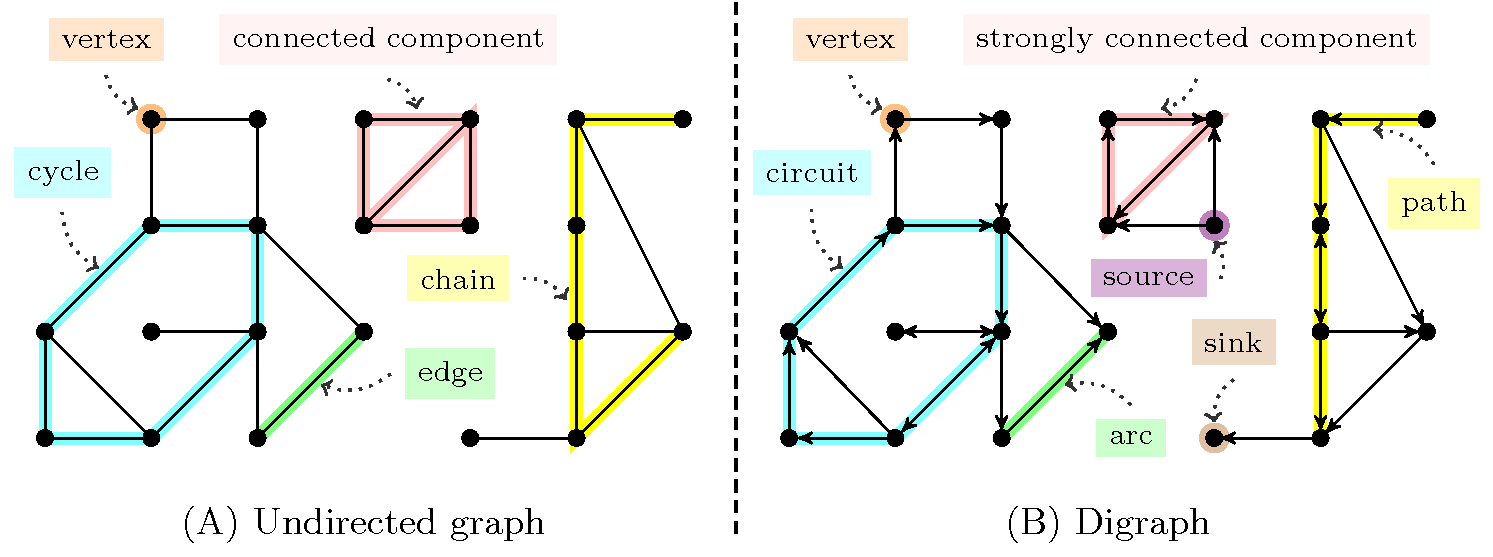 vertex
connected component
cycle
chain
edge
(A) Undirected graph
vertex
strongly connected component
circuit
path
source
sink
arc
(B) Digraph